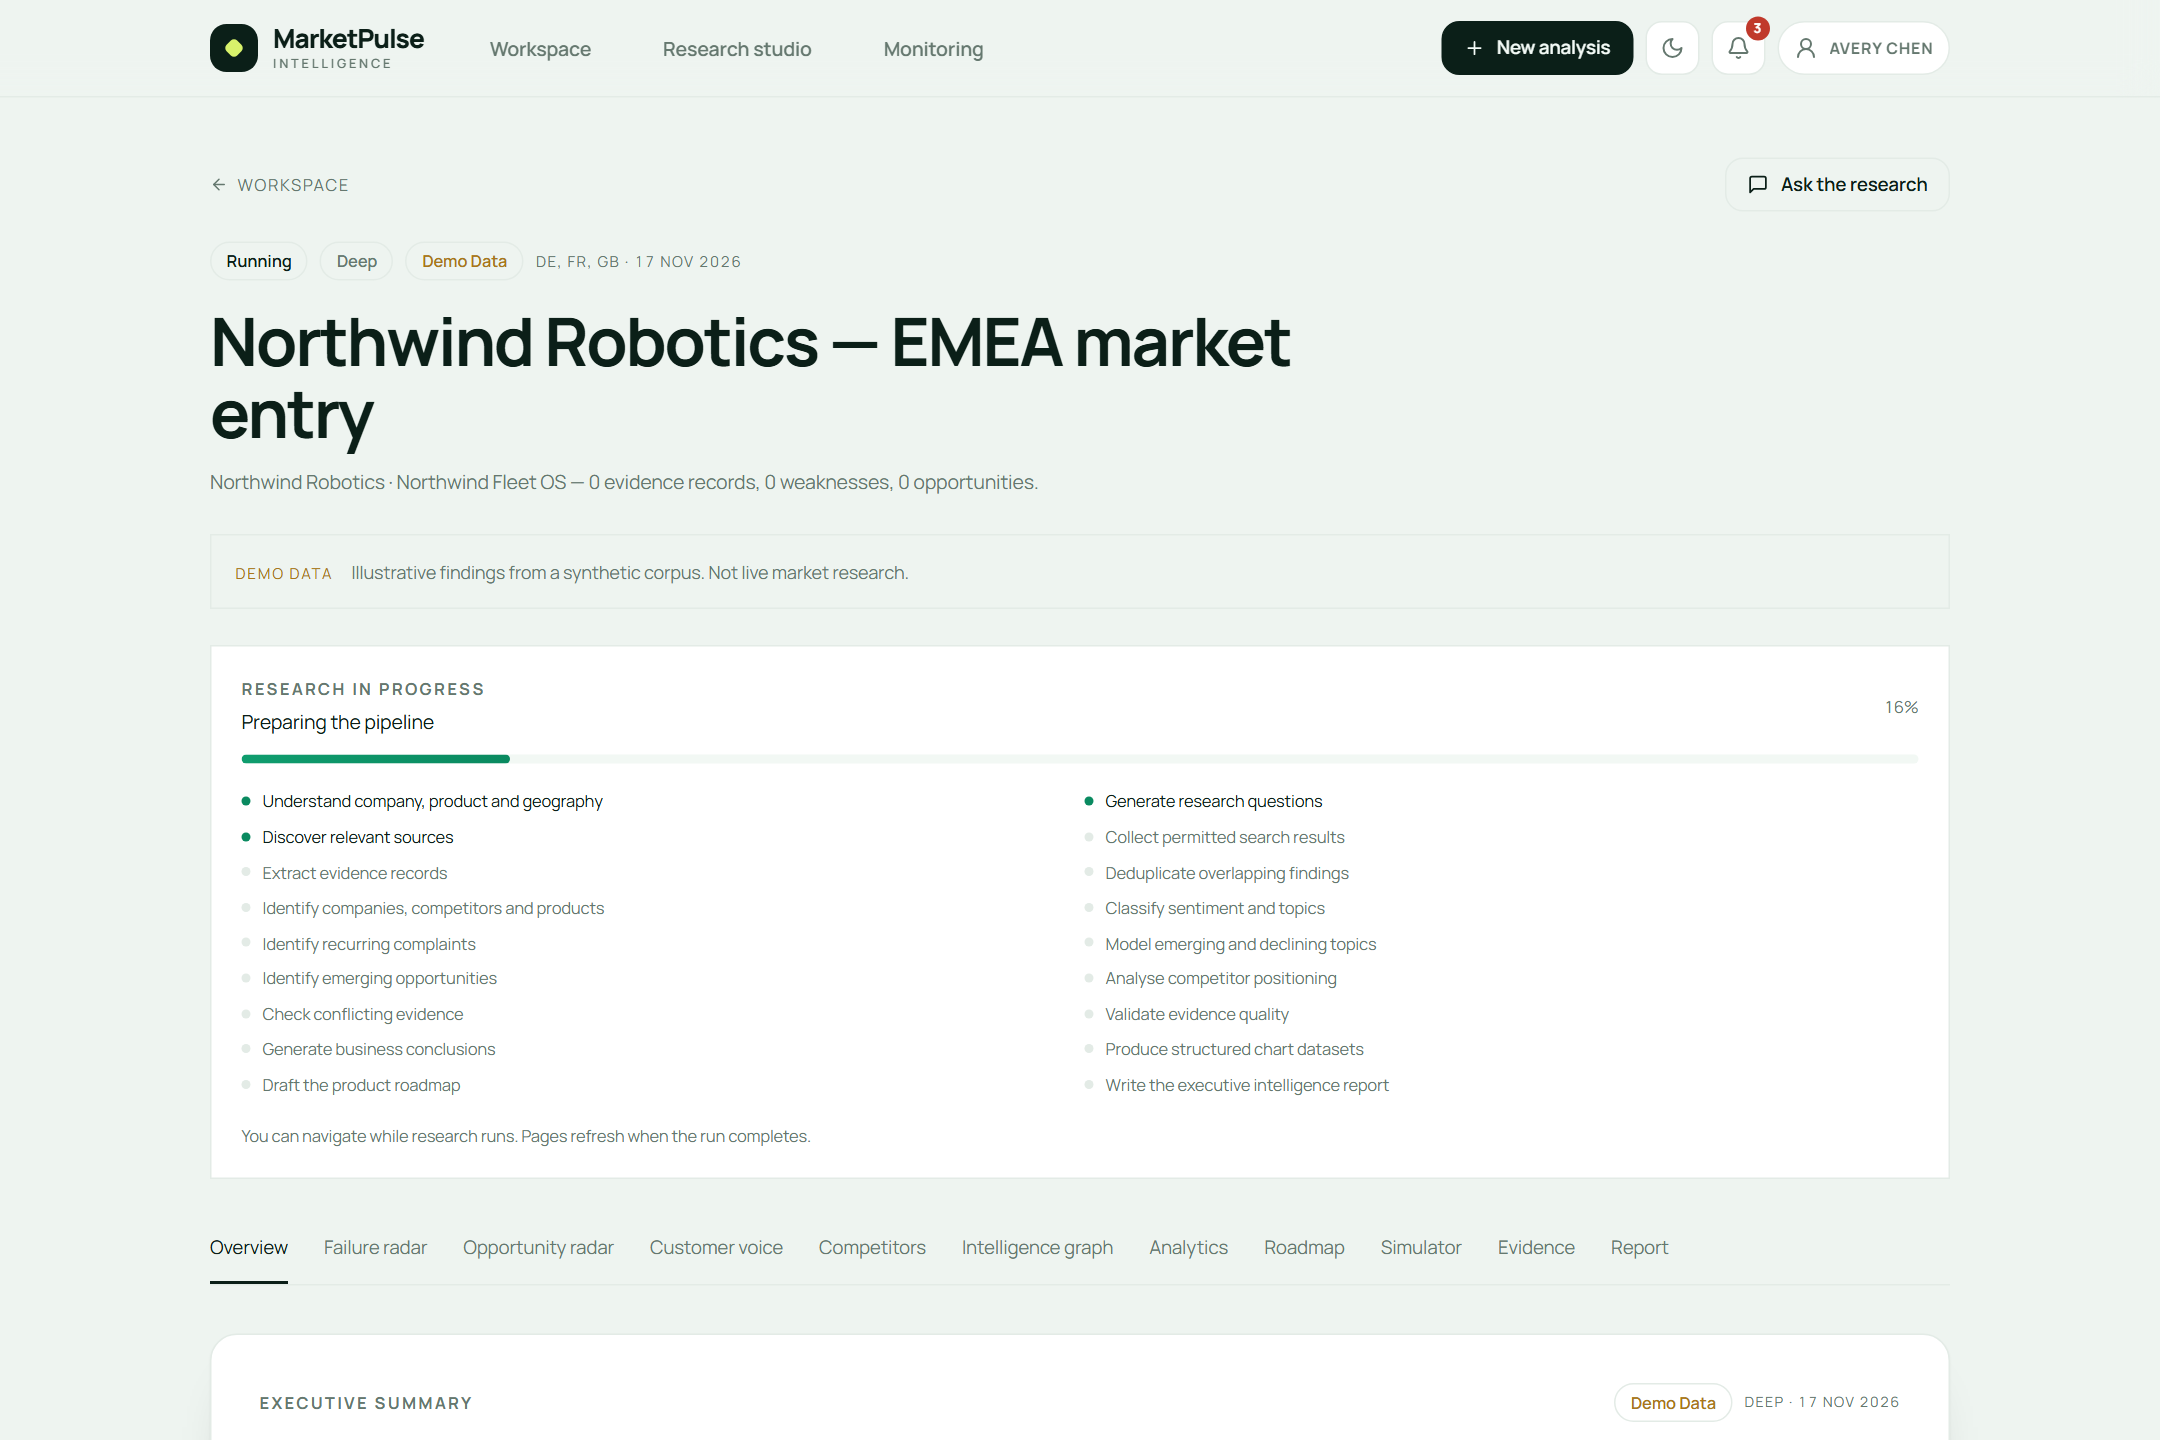 MarketPulse
INTELLIGENCE
Workspace
Research studio
Monitoring
New analysis
3
AVERY CHEN
WORKSPACE
Ask the research
Running
Deep
Demo Data
DE, FR, GB · 17 NOV 2026
Northwind Robotics — EMEA market
entry
Northwind Robotics · Northwind Fleet OS — 0 evidence records, 0 weaknesses, 0 opportunities.
DEMO DATA
Illustrative findings from a synthetic corpus. Not live market research.
RESEARCH IN PROGRESS
Preparing the pipeline
16%
Understand company, product and geography
Generate research questions
Discover relevant sources
Collect permitted search results
Extract evidence records
Deduplicate overlapping findings
Identify companies, competitors and products
Classify sentiment and topics
Identify recurring complaints
Model emerging and declining topics
Identify emerging opportunities
Analyse competitor positioning
Check conflicting evidence
Validate evidence quality
Generate business conclusions
Produce structured chart datasets
Draft the product roadmap
Write the executive intelligence report
You can navigate while research runs. Pages refresh when the run completes.
Overview
Failure radar
Opportunity radar
Customer voice
Competitors
Intelligence graph
Analytics
Roadmap
Simulator
Evidence
Report
EXECUTIVE SUMMARY
Demo Data
DEEP · 17 NOV 2026